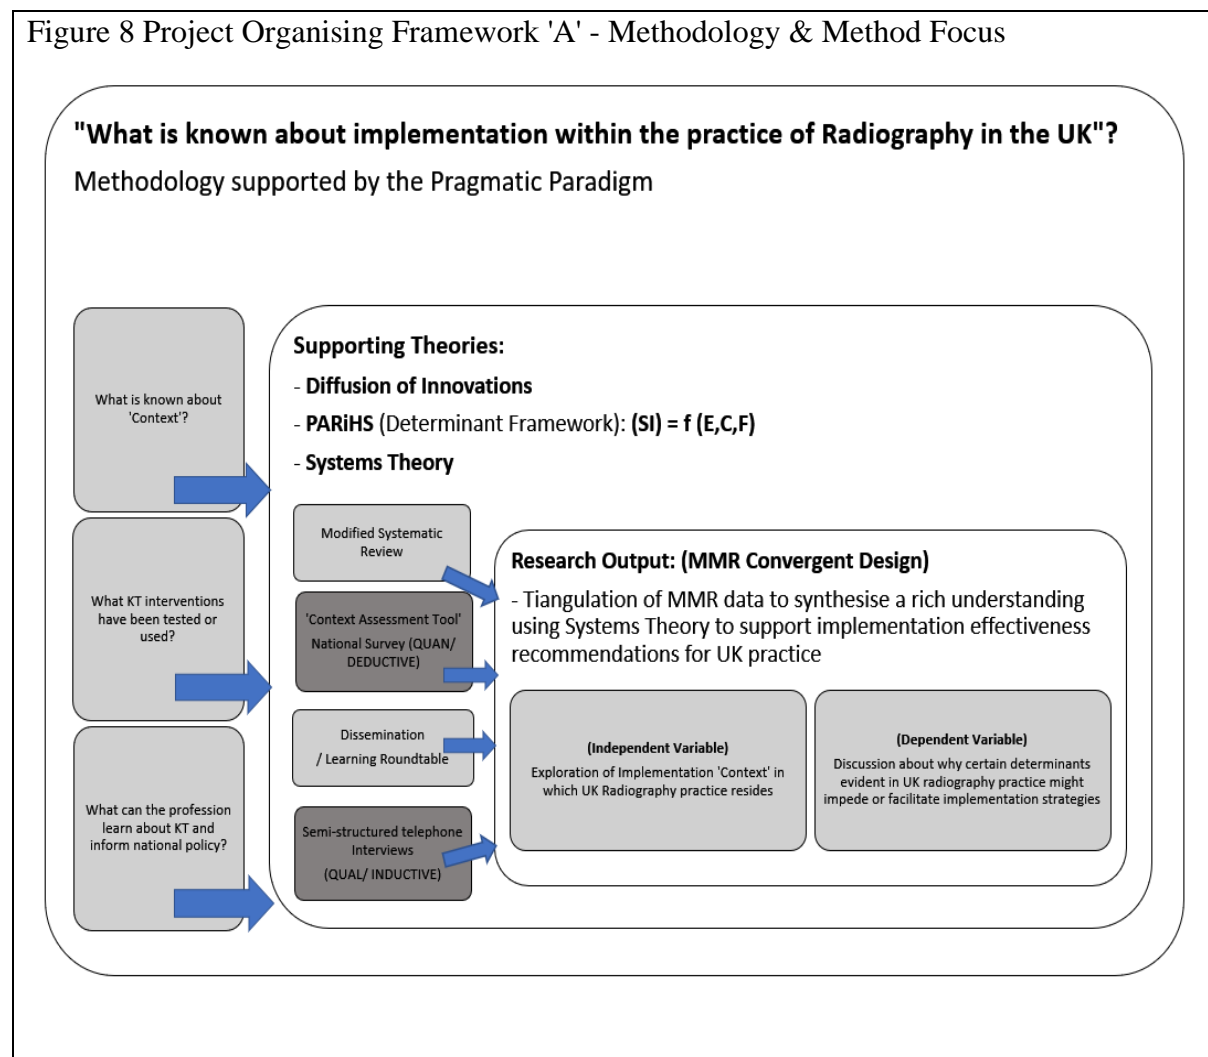 Figure 8 Project Organising Framework 'A' - Methodology & Method Focus
"What is known about implementation within the practice of Radiography in the UK"?
Methodology supported by the Pragmatic Paradigm
What is known about
'Context'?
What KT interventions
have been tested or
used?
What can the profession
learn about KT and
inform national policy?
Supporting Theories:
- Diffusion of Innovations
- PARiHS (Determinant Framework): (SI) = f (E,C,F)
- Systems Theory
Modified Systematic
Review
'Context Assessment Tool'
National Survey (QUAN/
DEDUCTIVE)
Dissemination
/ Learning Roundtable
Semi-structured telephone
Interviews
(QUAL/ INDUCTIVE)
Research Output: (MMR Convergent Design)
- Tiangulation of MMR data to synthesise a rich understanding
using Systems Theory to support implementation effectiveness
recommendations for UK practice
(Independent Variable)
Exploration of Implementation 'Context' in
which UK Radiography practice resides
(Dependent Variable)
Discussion about why certain determinants
evident in UK radiography practice might
impede or facilitate implementation strategies